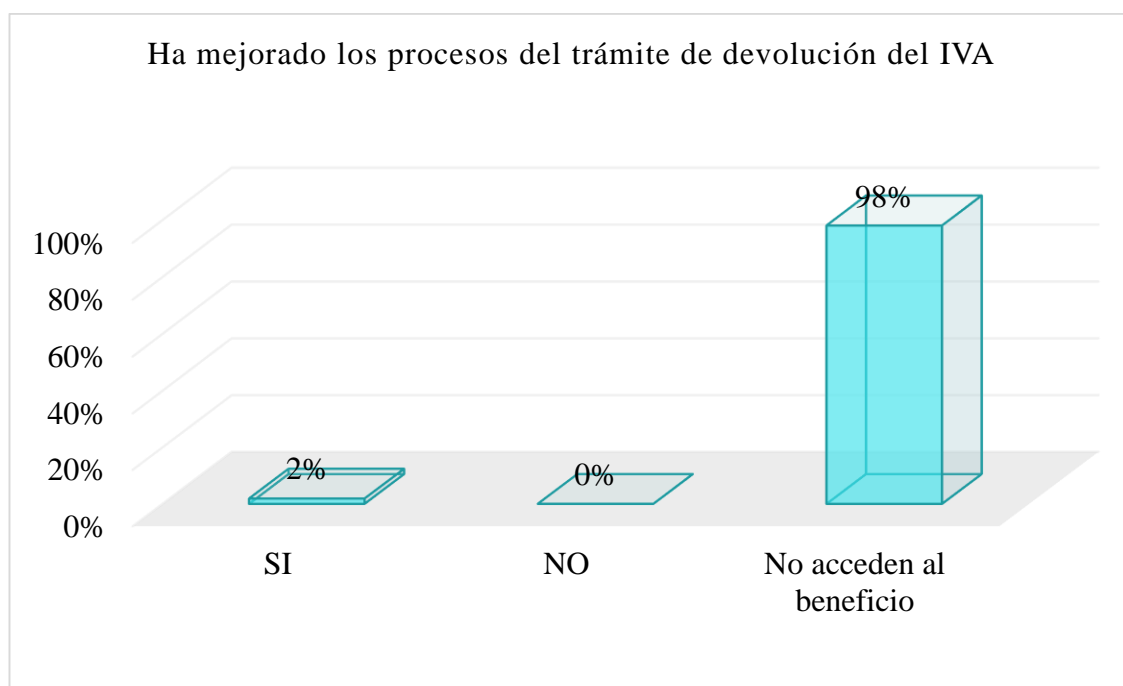 Ha mejorado los procesos del trámite de devolución del IVA
98%
100%
80%
60%
40%
20%
0%
2%
0%
SI
NO
No acceden al
beneficio